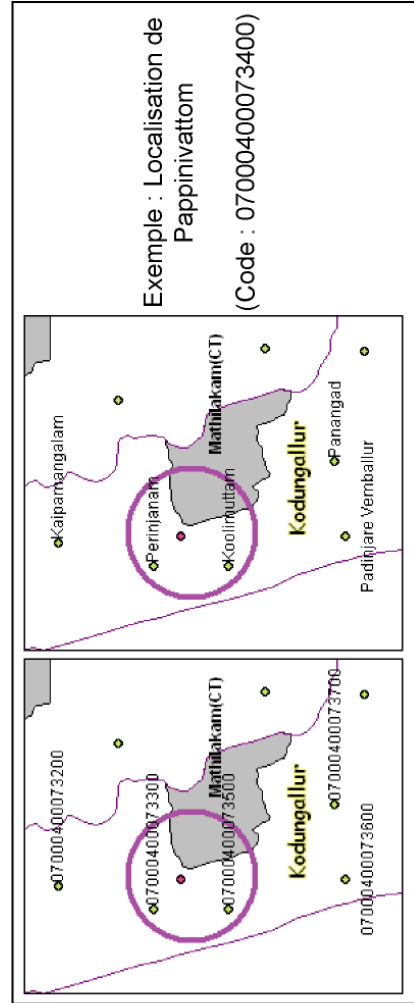 07000400073200
07000400073300
07000400073500
Mathilakam(CT)
Kodungallur
07000400073700
07000400073600
Kaipamangalam
Perinjanam
Koolimuttam
Mathilakam(CT)
Kodungallur
Panangad
Padinjare Vemballur
Exemple : Localisation de
Pappinivattom
(Code : 07000400073400)